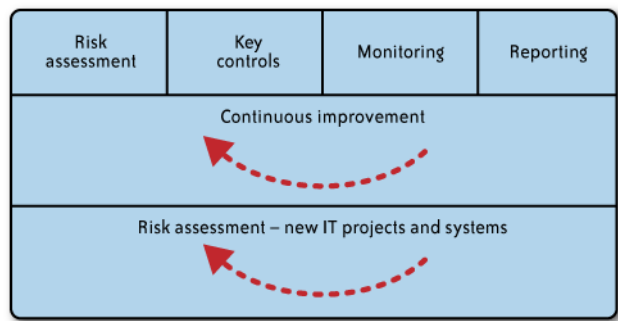 Risk
assessment
Key
controls
Monitoring
Reporting
Continuous improvement
Risk assessment – new IT projects and systems